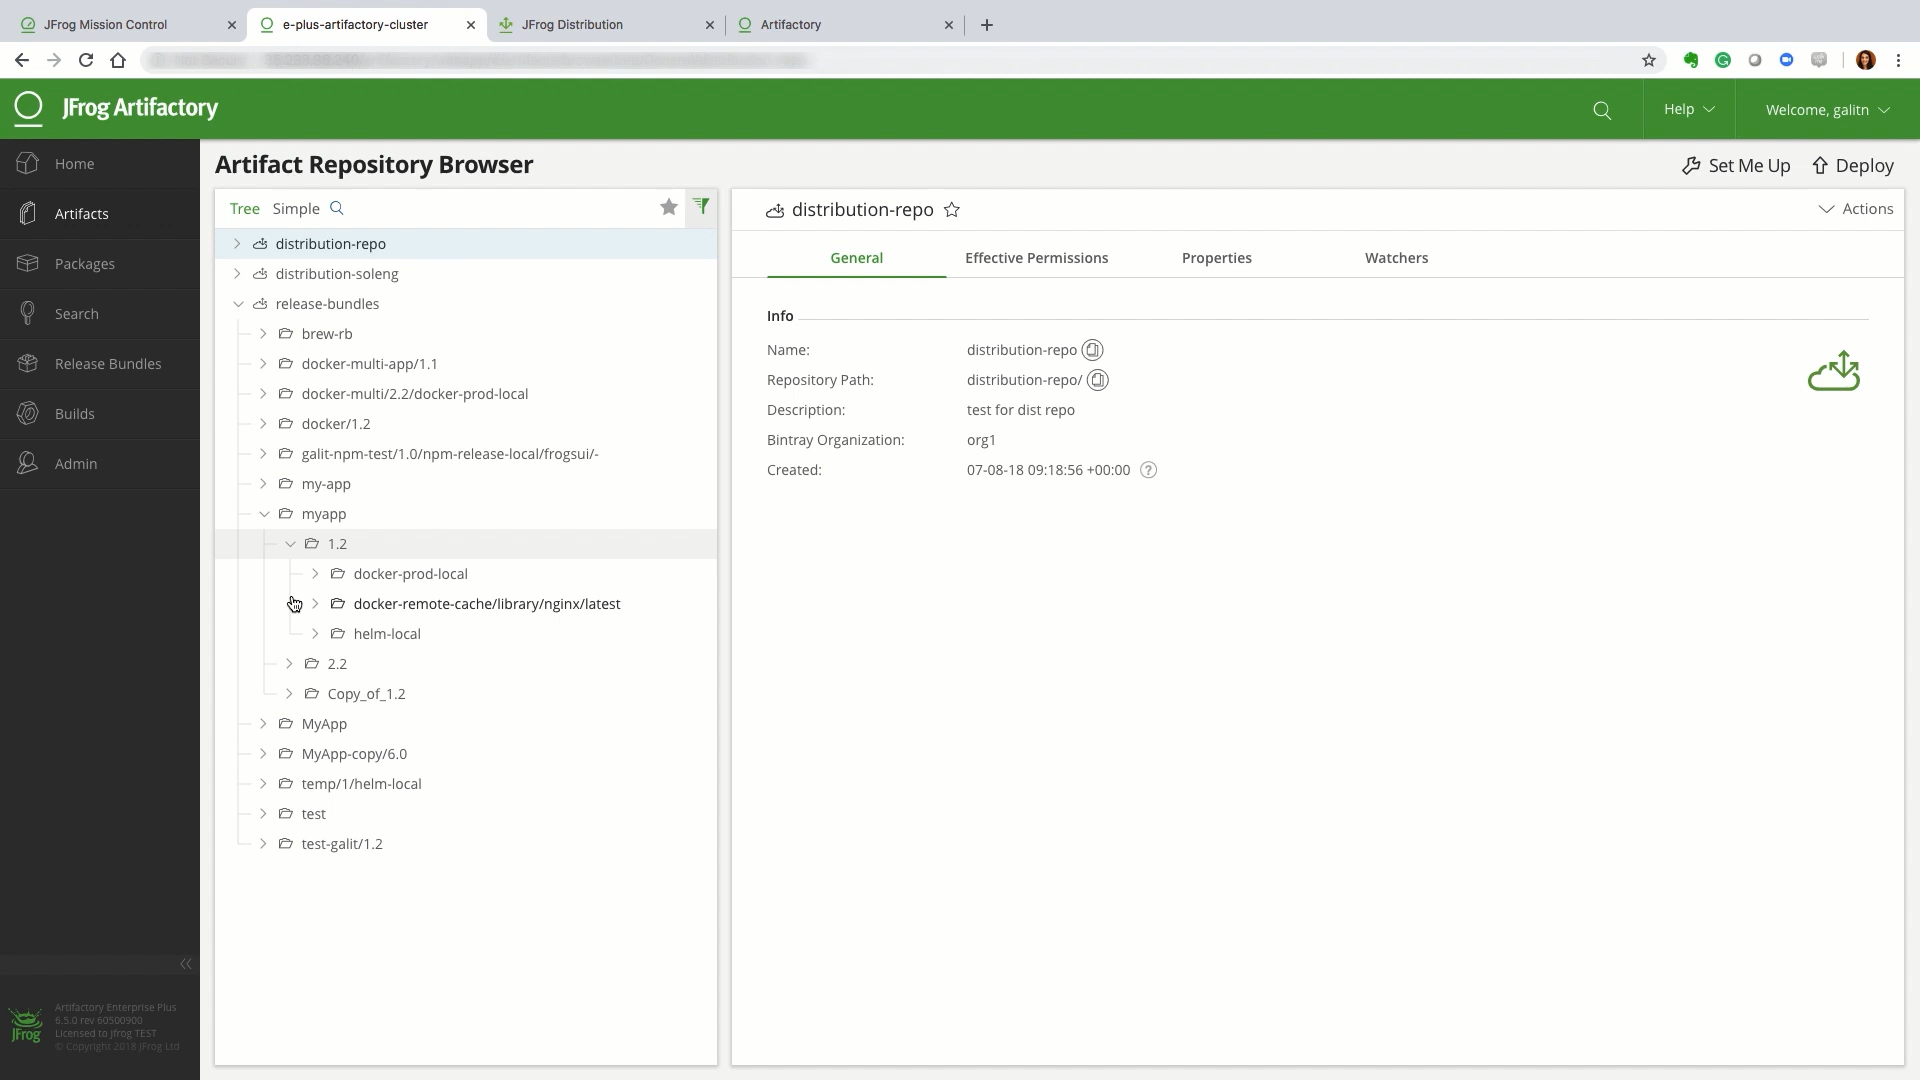 JFrog Mission Control
e-plus-artifactory-cluster
JFrog Distribution
Artifactory
JFrog Artifactory
Help
Welcome, galitn
Home
Artifacts
Packages
Search
Release Bundles
Builds
Admin
Artifactory Enterprise Plus
6.5.0 rev 60500900
Licensed to Jfrog TEST
© Copyright 2018 JFrog Ltd
JFrog
Artifact Repository Browser
Set Me Up
Deploy
Tree Simple
distribution-repo
distribution-soleng
release-bundles
brew-rb
docker-multi-app/1.1
docker-multi/2.2/docker-prod-local
docker/1.2
galit-npm-test/1.0/npm-release-local/frogsui/-
my-app
myapp
1.2
docker-prod-local
docker-remote-cache/library/nginx/latest
helm-local
2.2
Copy_of_1.2
MyApp
MyApp-copy/6.0
temp/1/helm-local
test
test-galit/1.2
distribution-repo
Actions
General Effective Permissions Properties Watchers
Info
Name: distribution-repo
Repository Path: distribution-repo/
Description: test for dist repo
Bintray Organization: org1
Created: 07-08-18 09:18:56 +00:00 ?